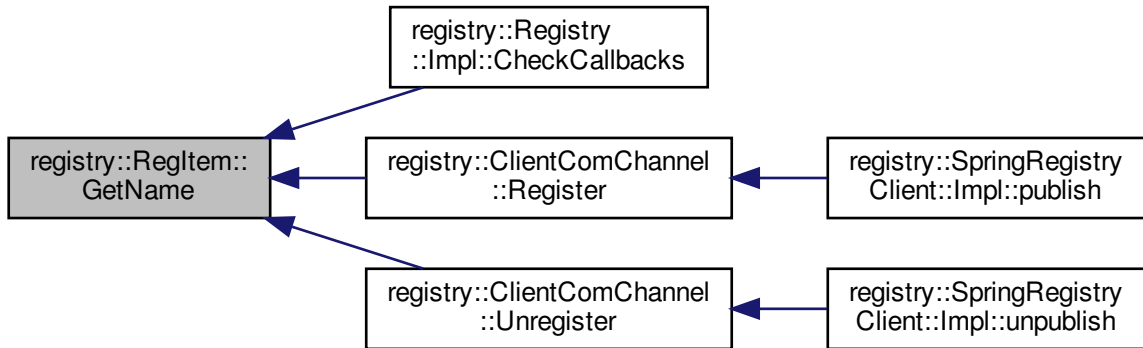 registry::Registry
::Impl::CheckCallbacks
registry::RegItem::
GetName
registry::ClientComChannel
::Register
registry::SpringRegistry
Client::Impl::publish
registry::ClientComChannel
::Unregister
registry::SpringRegistry
Client::Impl::unpublish